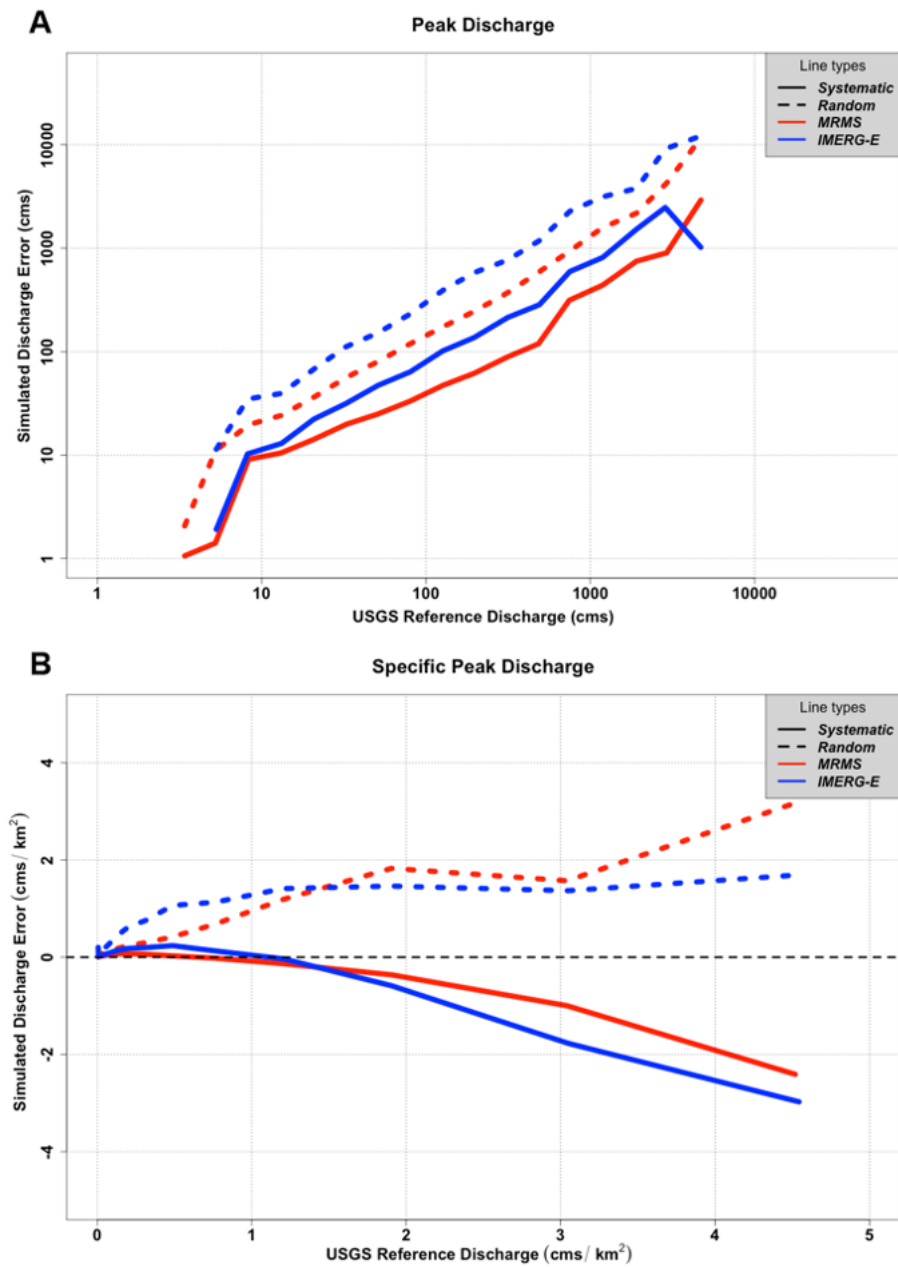 A
Peak Discharge
Line types
Systematic
Random
MRMS
IMERG-E
Simulated Discharge Error (cms)
10000
1000
100
10
1
1 10 100 1000 10000
USGS Reference Discharge (cms)
B
Specific Peak Discharge
Line types
Systematic
Random
MRMS
IMERG-E
Simulated Discharge Error (cms/ km²)
4
2
0
-2
-4
0 1 2 3 4 5
USGS Reference Discharge (cms/ km²)